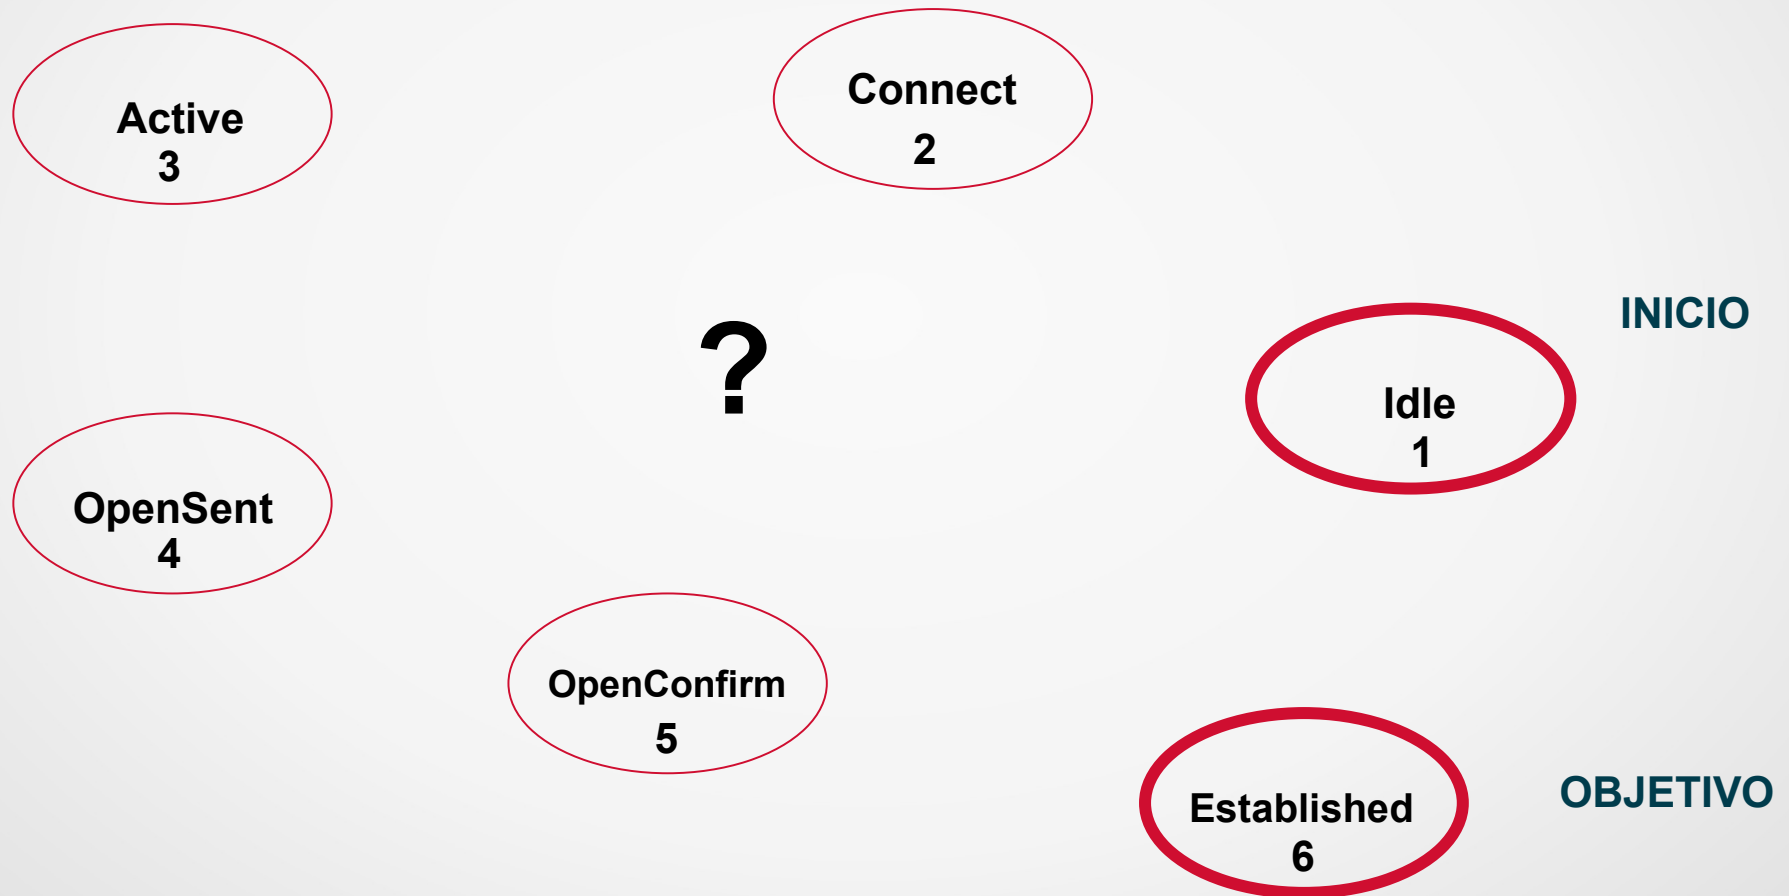 Active
3
Connect
2
?
INICIO
Idle
1
OpenSent
4
OpenConfirm
5
Established
6
OBJETIVO